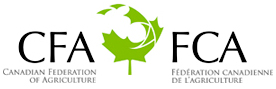 CFA FCA
CANADIAN FEDERATION OF AGRICULTURE
FÉDÉRATION CANADIENNE DE L'AGRICULTURE